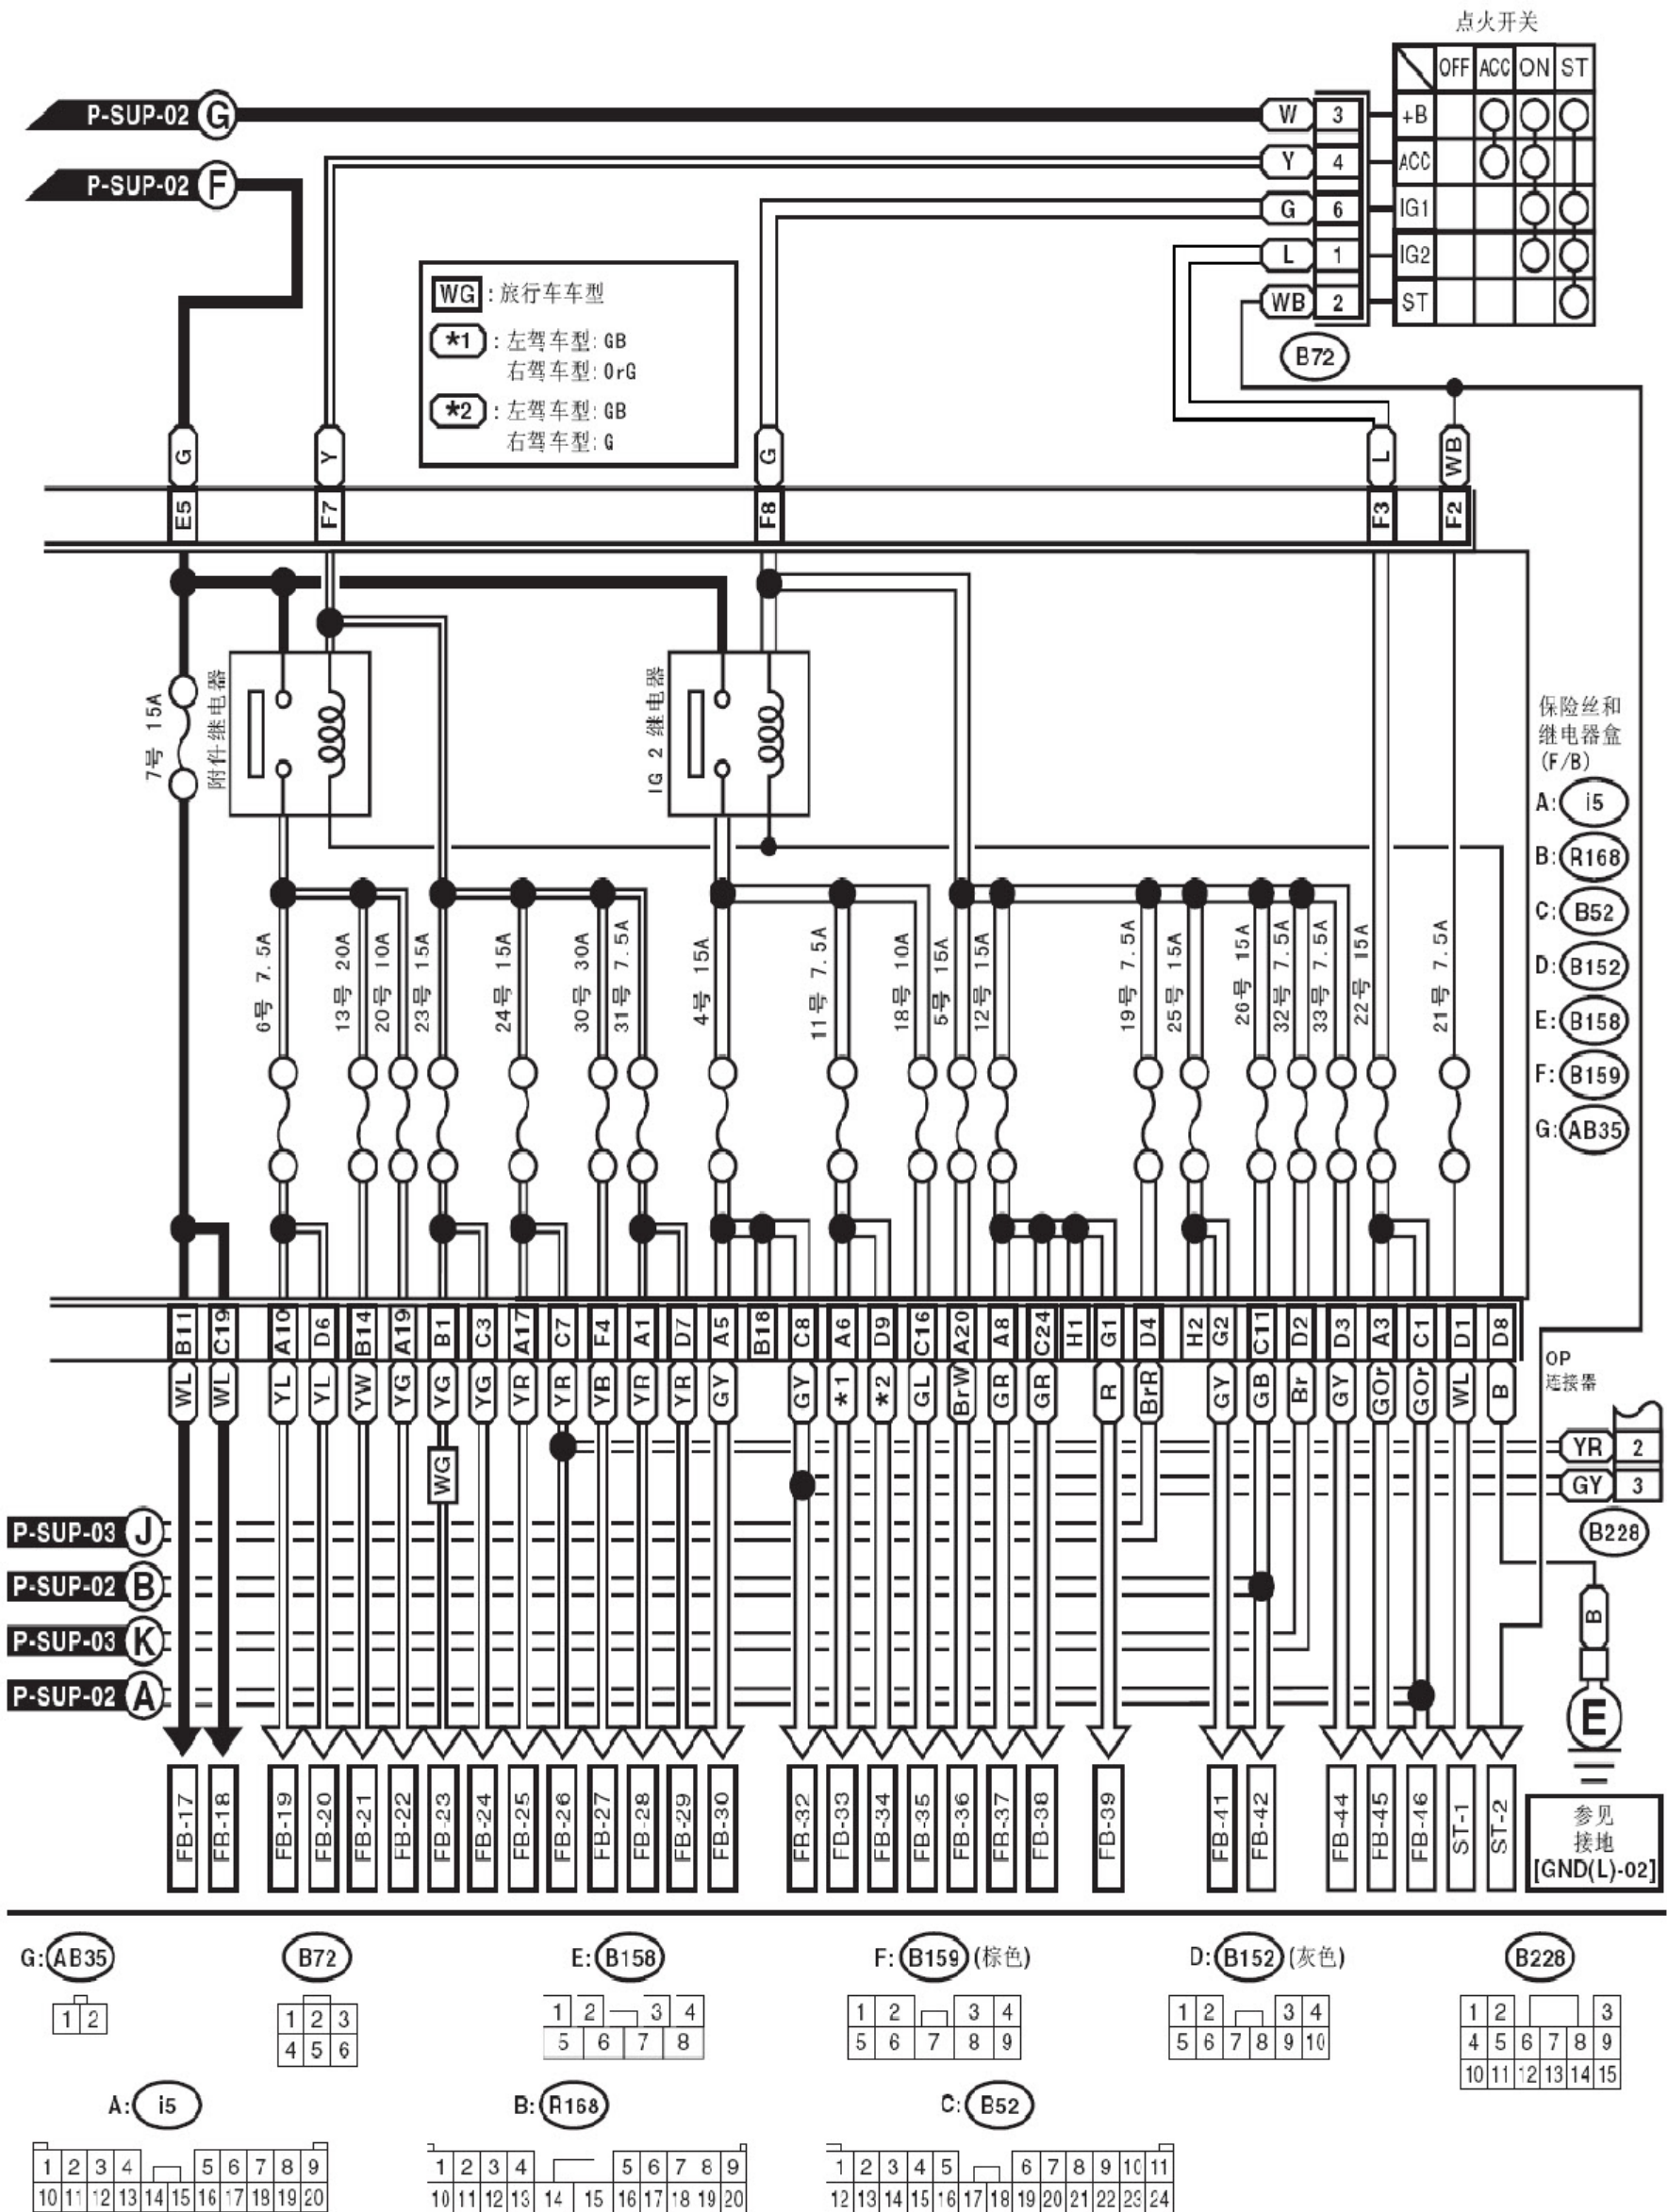 点火开关
OFF ACC ON ST
P-SUP-02 G
W 3 +B
Y 4 ACC
P-SUP-02 F
G 6 IG1
L 1 IG2
WB 2 ST
B72
WG : 旅行车车型
*1 : 左驾车型: GB
右驾车型: OrG
*2 : 左驾车型: GB
右驾车型: G
G Y G L WB
E5 F7 F8 F3 F2
7号 15A
附件继电器
IG 2 继电器
保险丝和
继电器盒
(F/B)
A: i5
B: R168
C: B52
D: B152
E: B158
F: B159
G: AB35
6号 7.5A
13号 20A
20号 10A
23号 15A
24号 15A
30号 30A
31号 7.5A
4号 15A
11号 7.5A
18号 10A
5号 15A
12号 15A
19号 7.5A
25号 15A
26号 15A
32号 7.5A
33号 7.5A
22号 15A
21号 7.5A
B11 C19 A10 D6 B14 A19 B1 C3 A17 C7 F4 A1 D7 A5 B18 C8 A6 D9 C16 A20 A8 C24 H1 G1 D4 H2 G2 C11 D2 D3 A3 C1 D1 D8
WL WL YL YL YW YG YG YG YR YR YB YR YR GY GY *1 *2 GL BrW GR GR R BrR GY GB Br GY GOr GOr WL B
OP
连接器
WG
YR 2
GY 3
B228
P-SUP-03 J
P-SUP-02 B
P-SUP-03 K
P-SUP-02 A
B
E
FB-17 FB-18 FB-19 FB-20 FB-21 FB-22 FB-23 FB-24 FB-25 FB-26 FB-27 FB-28 FB-29 FB-30 FB-32 FB-33 FB-34 FB-35 FB-36 FB-37 FB-38 FB-39 FB-41 FB-42 FB-44 FB-45 FB-46 ST-1 ST-2
参见
接地
[GND(L)-02]
G: AB35
1 2
B72
1 2 3
4 5 6
E: B158
1 2 3 4
5 6 7 8
F: B159 (棕色)
1 2 3 4
5 6 7 8 9
D: B152 (灰色)
1 2 3 4
5 6 7 8 9 10
B228
1 2 3
4 5 6 7 8 9
10 11 12 13 14 15
A: i5
1 2 3 4 5 6 7 8 9
10 11 12 13 14 15 16 17 18 19 20
B: R168
1 2 3 4 5 6 7 8 9
10 11 12 13 14 15 16 17 18 19 20
C: B52
1 2 3 4 5 6 7 8 9 10 11
12 13 14 15 16 17 18 19 20 21 22 23 24